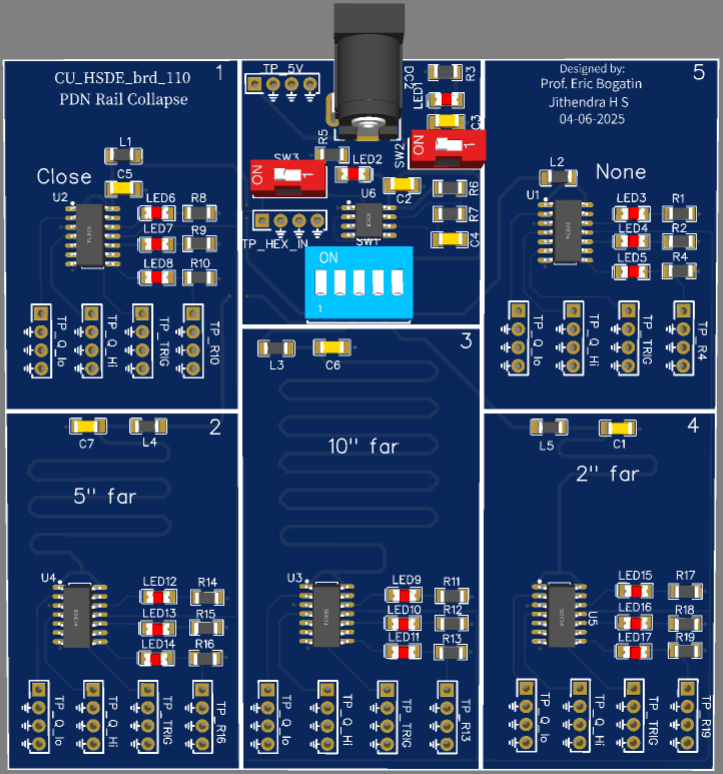 CU_HSDE_brd_110
PDN Rail Collapse
1
TP_5V
DC2
R3
LED1
C3
Designed by:
Prof. Eric Bogatin
Jithendra H S
04-06-2025
5
L1
Close
C5
U2
LED6
R8
LED7
R9
LED8
R10
TP_Q_lo
TP_Q_Hi
TP_TRIG
TP_R10
R5
SW3
ON
1
LED2
SW2
ON
1
U6
C2
R6
R7
C4
TP_HEX_IN
SW1
ON
1
L2
None
U1
LED3
R1
LED4
R2
LED5
R4
TP_Q_lo
TP_Q_Hi
TP_TRIG
TP_R4
C7
L4
2
5" far
U4
LED12
R14
LED13
R15
LED14
R16
TP_Q_lo
TP_Q_Hi
TP_TRIG
TP_R16
3
L3
C6
10" far
U3
LED9
R11
LED10
R12
LED11
R13
TP_Q_lo
TP_Q_Hi
TP_TRIG
TP_R13
4
L5
C1
2" far
U5
LED15
R17
LED16
R18
LED17
R19
TP_Q_lo
TP_Q_Hi
TP_TRIG
TP_R19